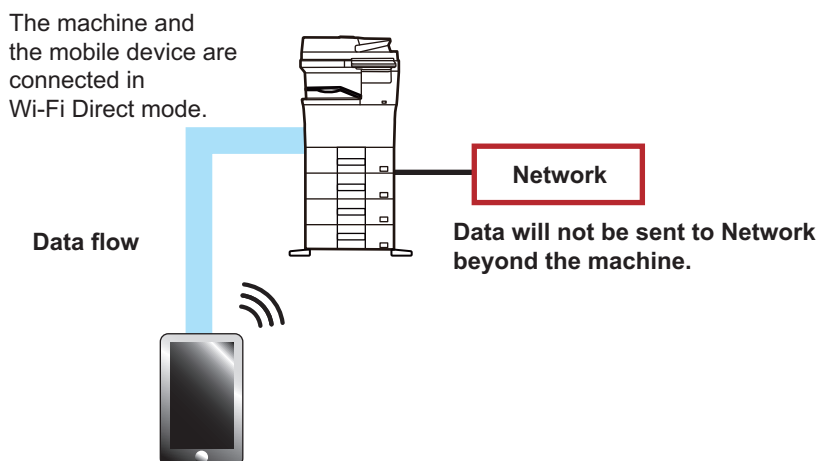 The machine and
the mobile device are
connected in
Wi-Fi Direct mode.
Network
Data flow
Data will not be sent to Network
beyond the machine.